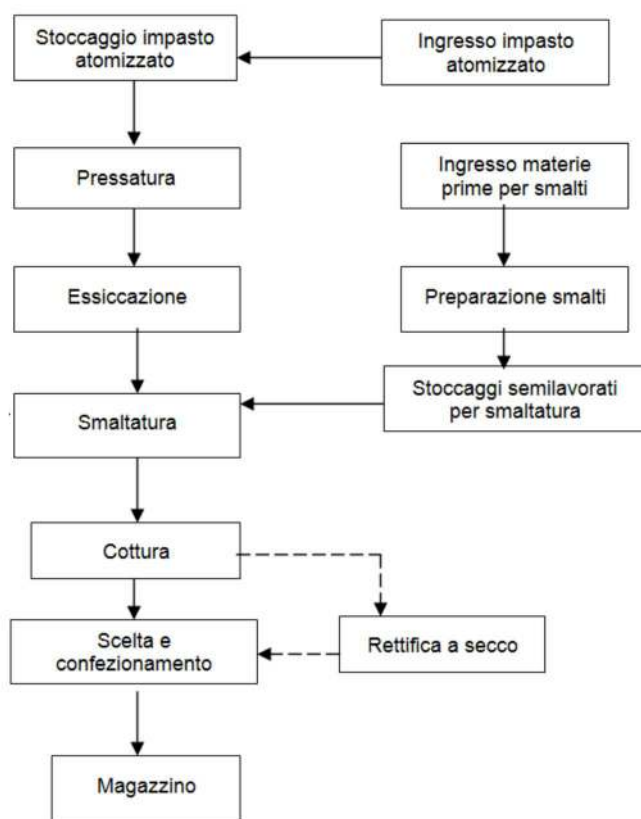 Stoccaggio impasto
atomizzato
Ingresso impasto
atomizzato
Pressatura
Ingresso materie
prime per smalti
Essiccazione
Preparazione smalti
Smaltatura
Stoccaggi semilavorati
per smaltatura
Cottura
Scelta e
confezionamento
Rettifica a secco
Magazzino